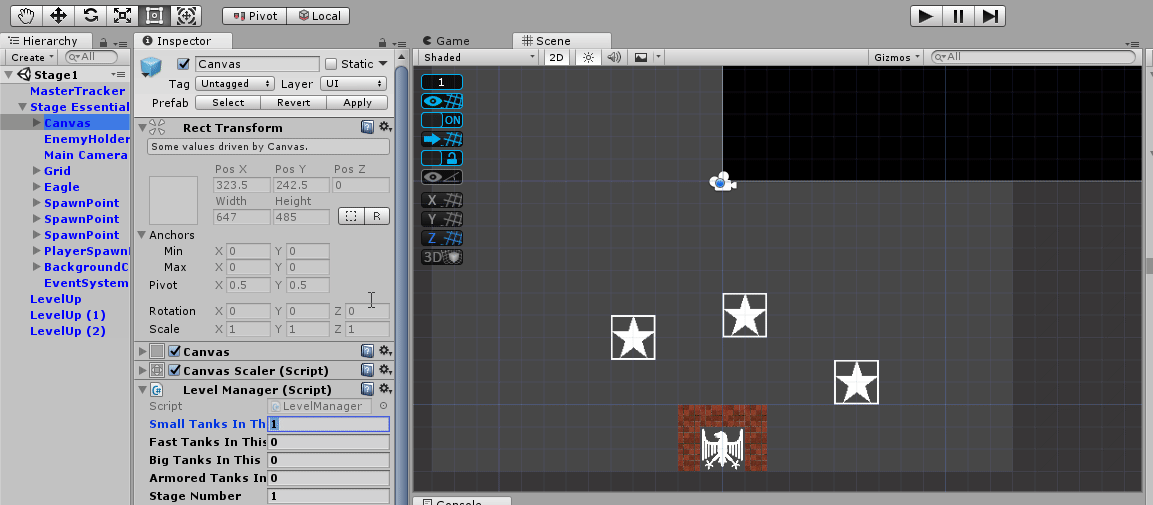 Pivot Local
Hierarchy
Create All
Stage1
MasterTracker
Stage Essential
Canvas
EnemyHolder
Main Camera
Grid
Eagle
SpawnPoint
SpawnPoint
SpawnPoint
PlayerSpawn
BackgroundC
EventSystem
LevelUp
LevelUp (1)
LevelUp (2)
Inspector
Canvas Static
Tag Untagged Layer UI
Prefab Select Revert Apply
Rect Transform
Some values driven by Canvas.
Pos X Pos Y Pos Z
323.5 242.5 0
Width Height
647 485 R
Anchors
Min X 0 Y 0
Max X 0 Y 0
Pivot X 0.5 Y 0.5
Rotation X 0 Y 0 Z 0
Scale X 1 Y 1 Z 1
Canvas
Canvas Scaler (Script)
Level Manager (Script)
Script LevelManager
Small Tanks In Th 1
Fast Tanks In This 0
Big Tanks In This 0
Armored Tanks In 0
Stage Number 1
Game Scene
Shaded 2D Gizmos All
1
ON
X
Y
Z
3D
Console